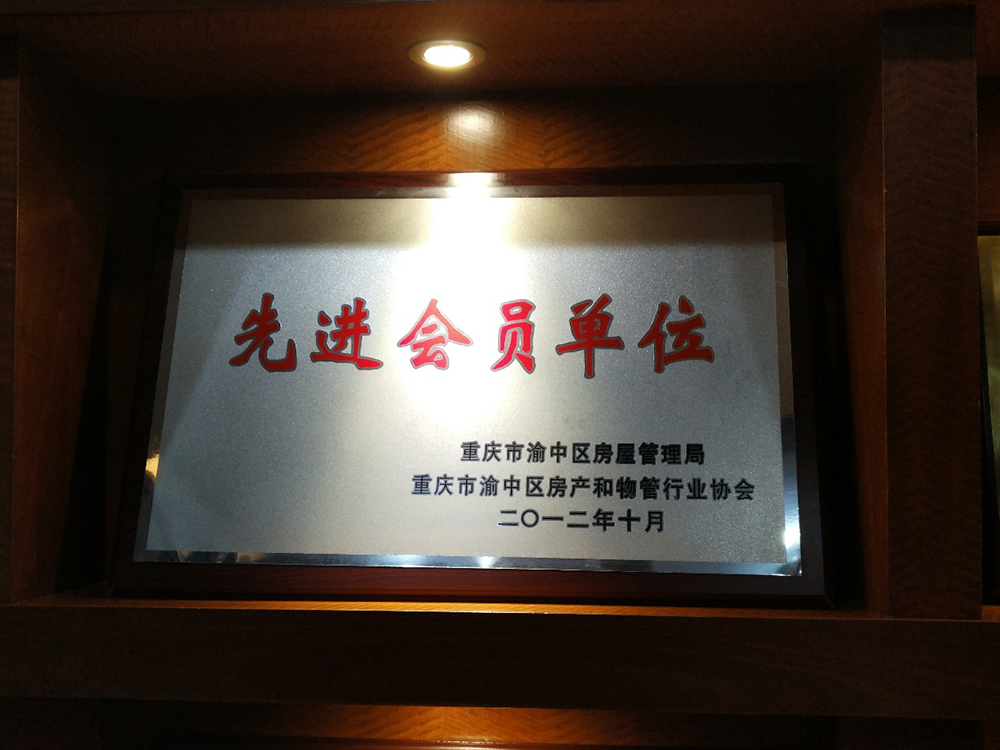 先进会员单位
重庆市渝中区房屋管理局
重庆市渝中区房产和物管行业协会
二〇一二年十月